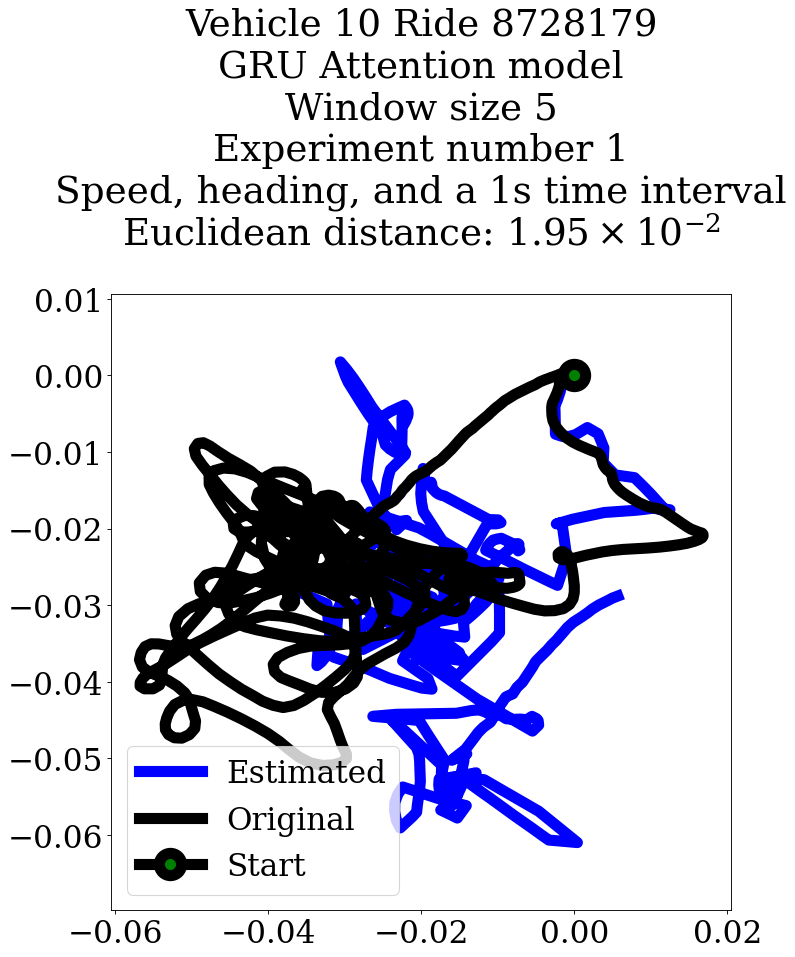 Vehicle 10 Ride 8728179
GRU Attention model
Window size 5
Experiment number 1
Speed, heading, and a 1s time interval
Euclidean distance: 1.95 × 10⁻²
0.01
0.00
−0.01
−0.02
−0.03
−0.04
−0.05
−0.06
Estimated
Original
Start
−0.06 −0.04 −0.02 0.00 0.02